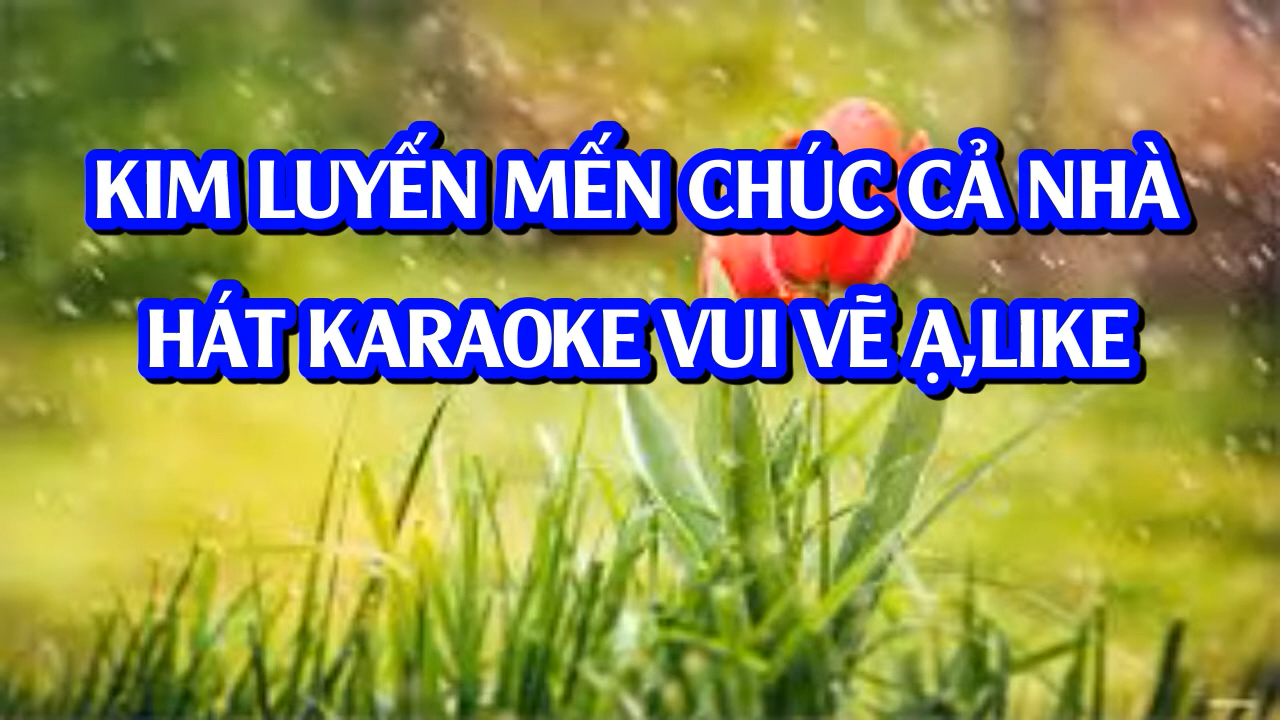 KIM LUYẾN MẾN CHÚC CẢ NHÀ
HÁT KARAOKE VUI VẼ Ạ,LIKE